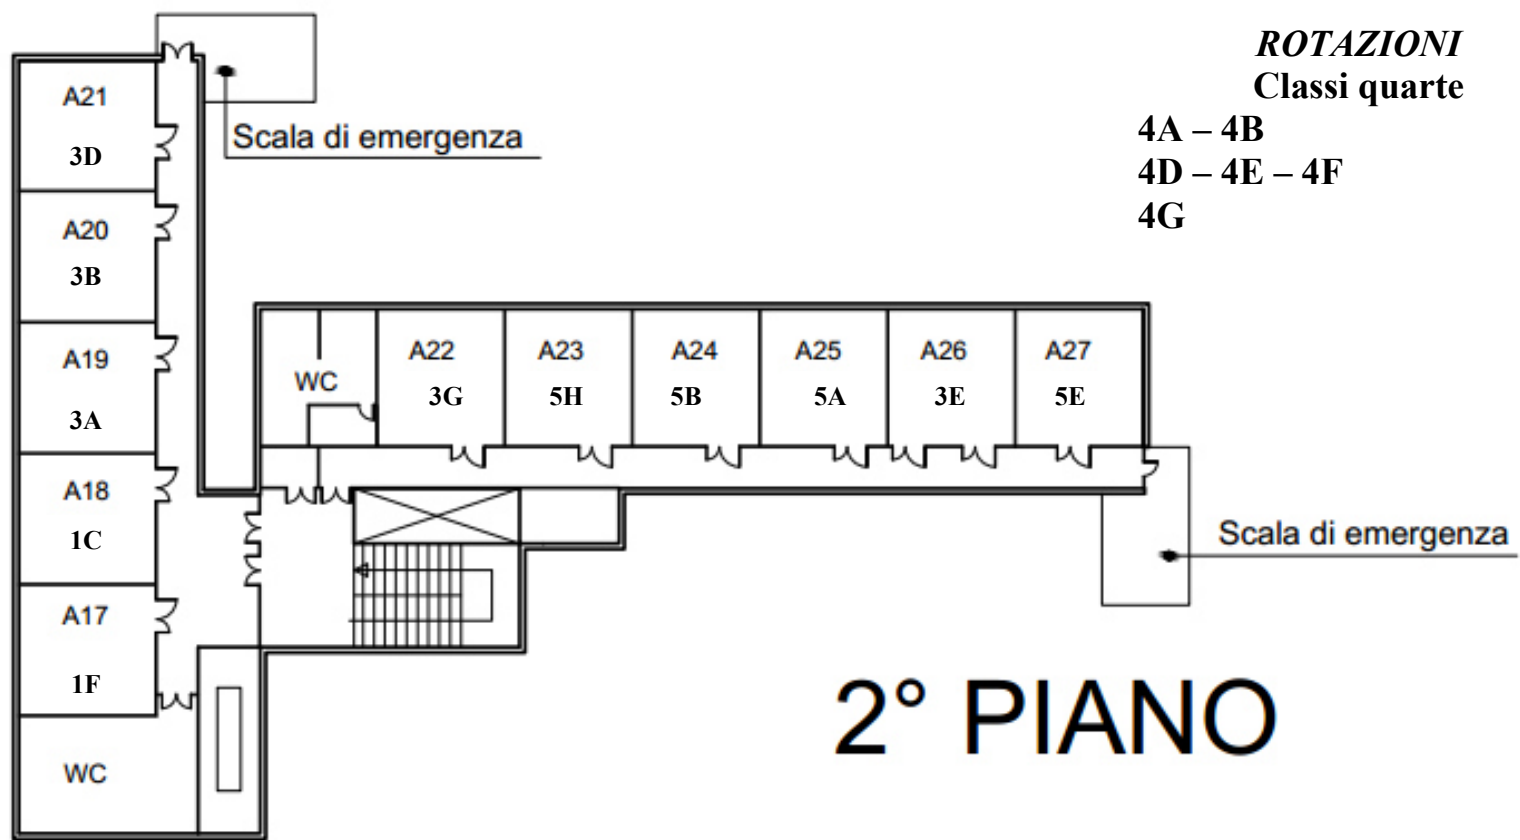 ROTAZIONI
Classi quarte
4A – 4B
4D – 4E – 4F
4G
A21
3D
Scala di emergenza
A20
3B
A19
3A
A18
1C
A17
1F
WC
WC
A22
3G
A23
5H
A24
5B
A25
5A
A26
3E
A27
5E
Scala di emergenza
2° PIANO